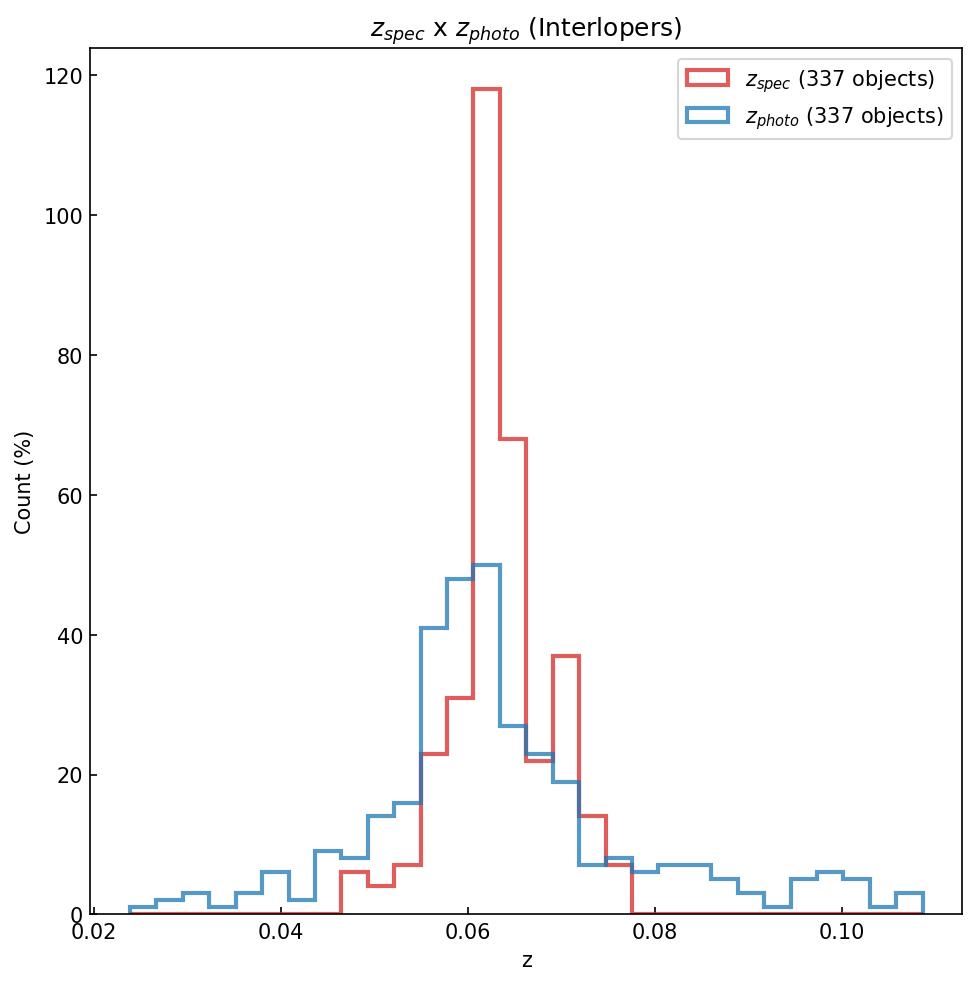 z_spec x z_photo (Interlopers)
z_spec (337 objects)
z_photo (337 objects)
Count (%)
120
100
80
60
40
20
0
0.02 0.04 0.06 0.08 0.10
z